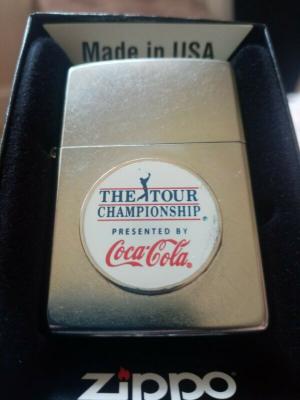 Made in USA
THE TOUR
CHAMPIONSHIP®
PRESENTED BY
Coca-Cola®
zippo